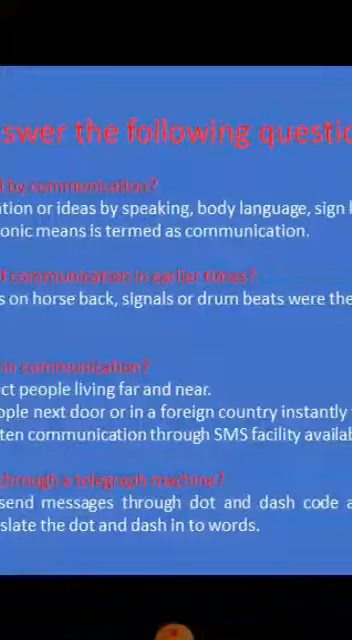 swer the following questio
by communication?
ation or ideas by speaking, body language, sign
onic means is termed as communication.
of communication in earlier times?
s on horse back, signals or drum beats were the
in communication?
ect people living far and near.
ople next door or in a foreign country instantly
ten communication through SMS facility availab
through a telegraph machine?
send messages through dot and dash code a
slate the dot and dash in to words.